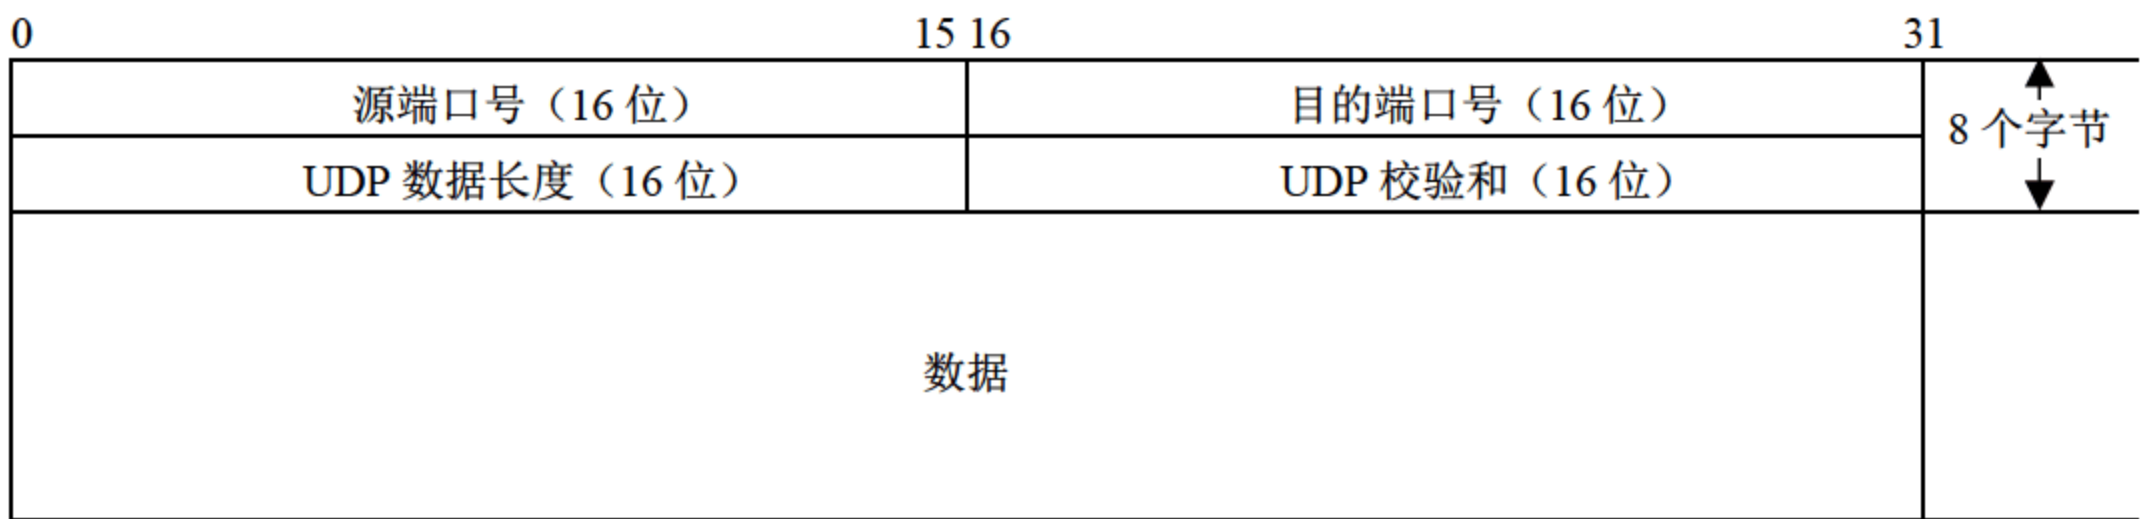 0 15 16 31
源端口号（16 位） 目的端口号（16 位）
8 个字节
UDP 数据长度（16 位） UDP 校验和（16 位）
数据